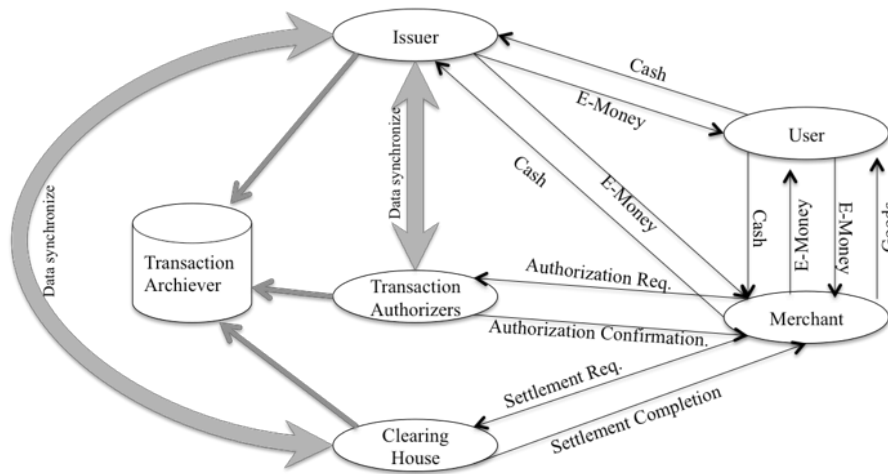 Issuer
Cash
E-Money
User
Data synchronize
Data synchronize
Cash
E-Money
Cash
E-Money
E-Money
Goods
Transaction
Archiever
Transaction
Authorizers
Authorization Req.
Authorization Confirmation.
Merchant
Settlement Req.
Settlement Completion
Clearing
House